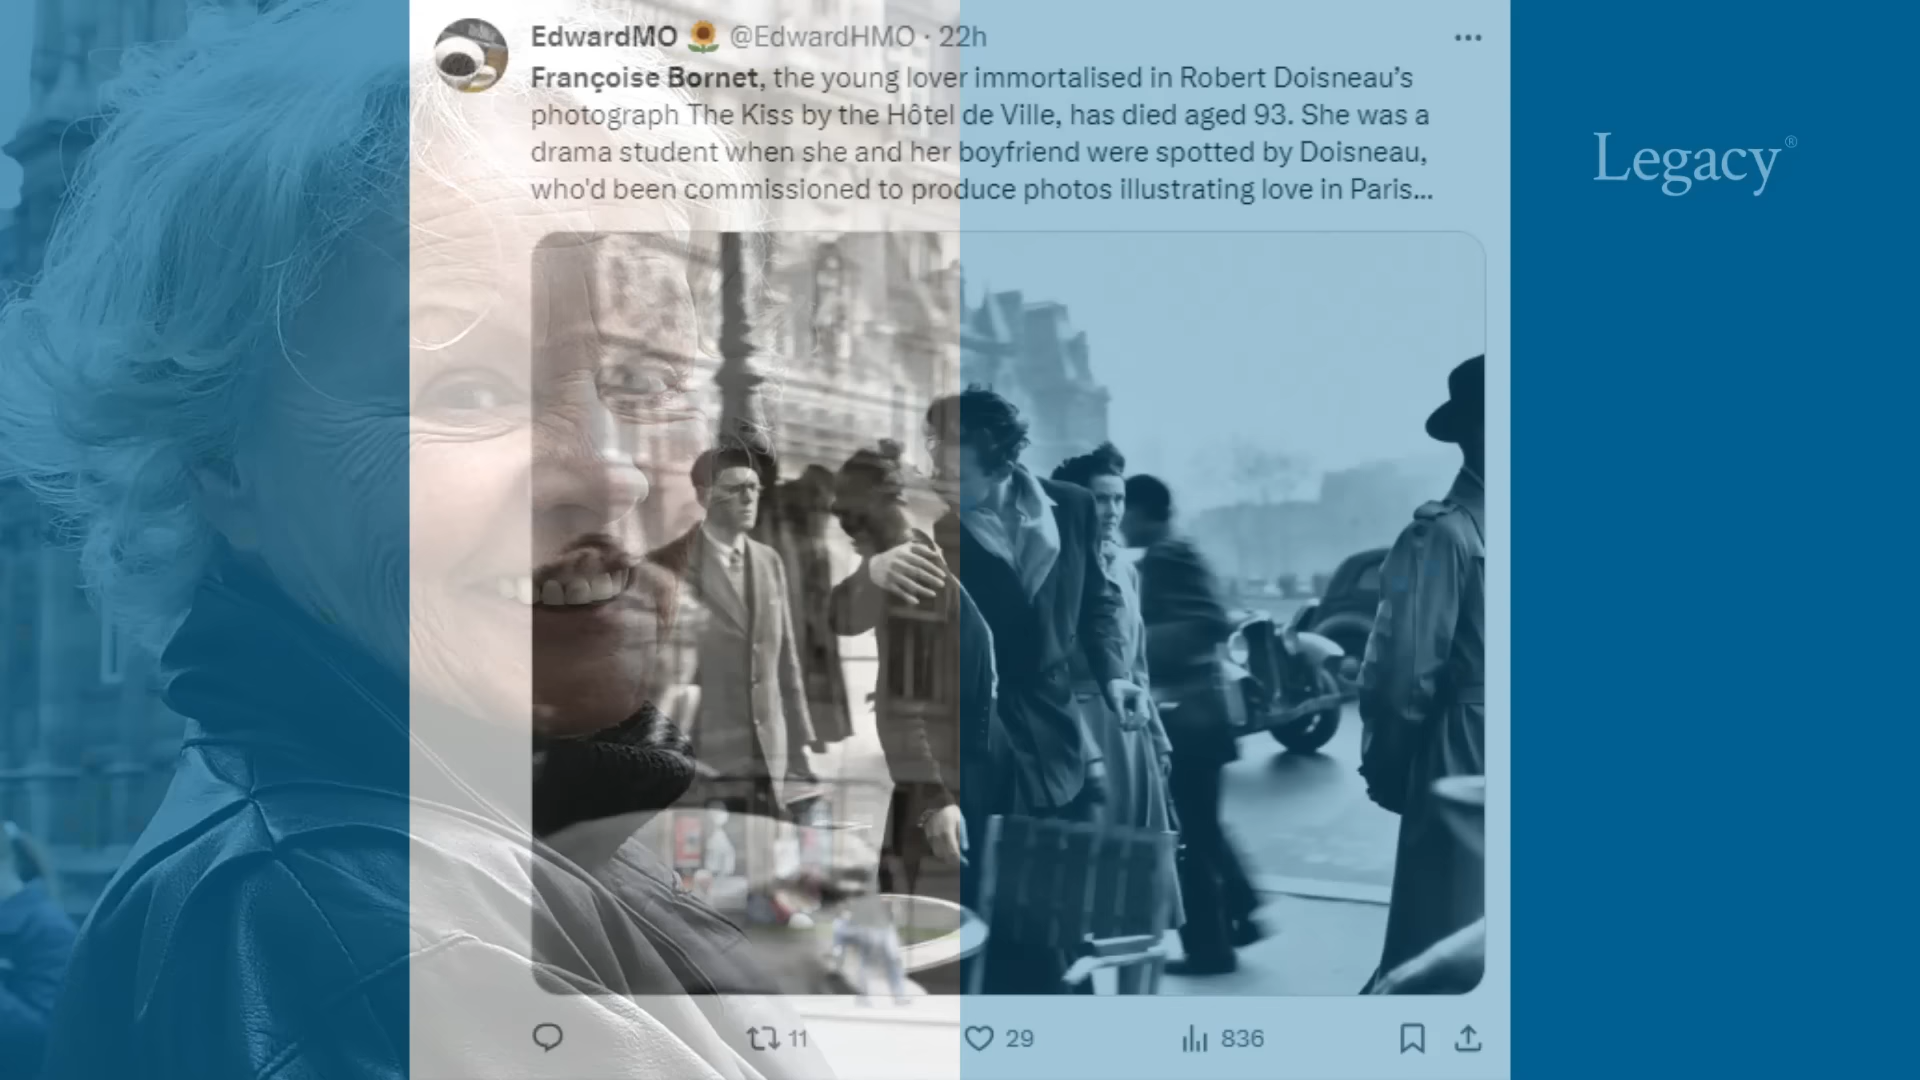 EdwardMO 🌻 @EdwardHMO · 22h
Françoise Bornet, the young lover immortalised in Robert Doisneau’s
photograph The Kiss by the Hôtel de Ville, has died aged 93. She was a
drama student when she and her boyfriend were spotted by Doisneau,
who'd been commissioned to produce photos illustrating love in Paris...
Legacy®
11 29 836